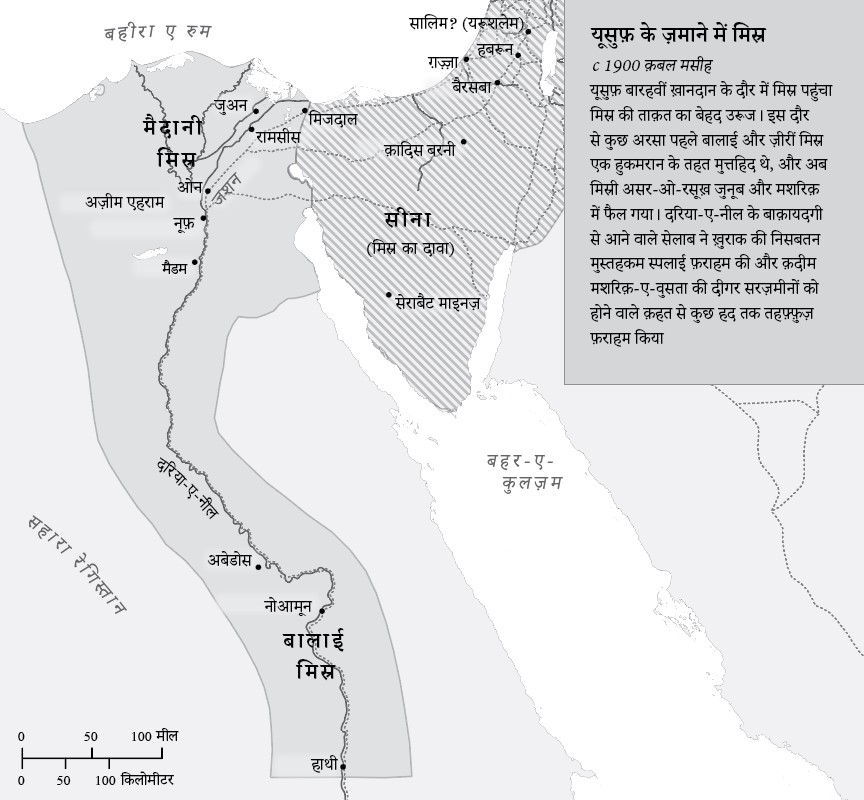 बहीरा ए रुम
सालिम? (यरूशलेम)
हबरून
ग़ज़्ज़ा
बैरसबा
जुअन
मिजदाल
रामसीस
मैदानी
मिस्र
क़ादिस बरनी
ओन
जशन
अज़ीम एहराम
नूफ़
मैडम
सीना
(मिस्र का दावा)
सेराबैट माइनज़
यूसुफ़ के ज़माने में मिस्र
c 1900 क़बल मसीह
यूसुफ़ बारहवीं ख़ानदान के दौर में मिस्र पहुंचा
मिस्र की ताक़त का बेहद उरूज। इस दौर
से कुछ अरसा पहले बालाई और ज़ीरीं मिस्र
एक हुकमरान के तहत मुत्तहिद थे, और अब
मिस्री असर-ओ-रसूख़ जुनूब और मशरिक़
में फैल गया। दरिया-ए-नील के बाक़ायदगी
से आने वाले सेलाब ने ख़ुराक की निसबतन
मुस्तहकम स्पलाई फ़राहम की और क़दीम
मशरिक़-ए-वुसता की दीगर सरज़मीनों को
होने वाले क़हत से कुछ हद तक तहफ़्फ़ुज़
फ़राहम किया
बहर-ए-
कुलज़म
दरिया-ए-नील
सहारा रेगिस्तान
अबेडोस
नोआमून
बालाई
मिस्र
हाथी
0 50 100 मील
0 50 100 किलोमीटर